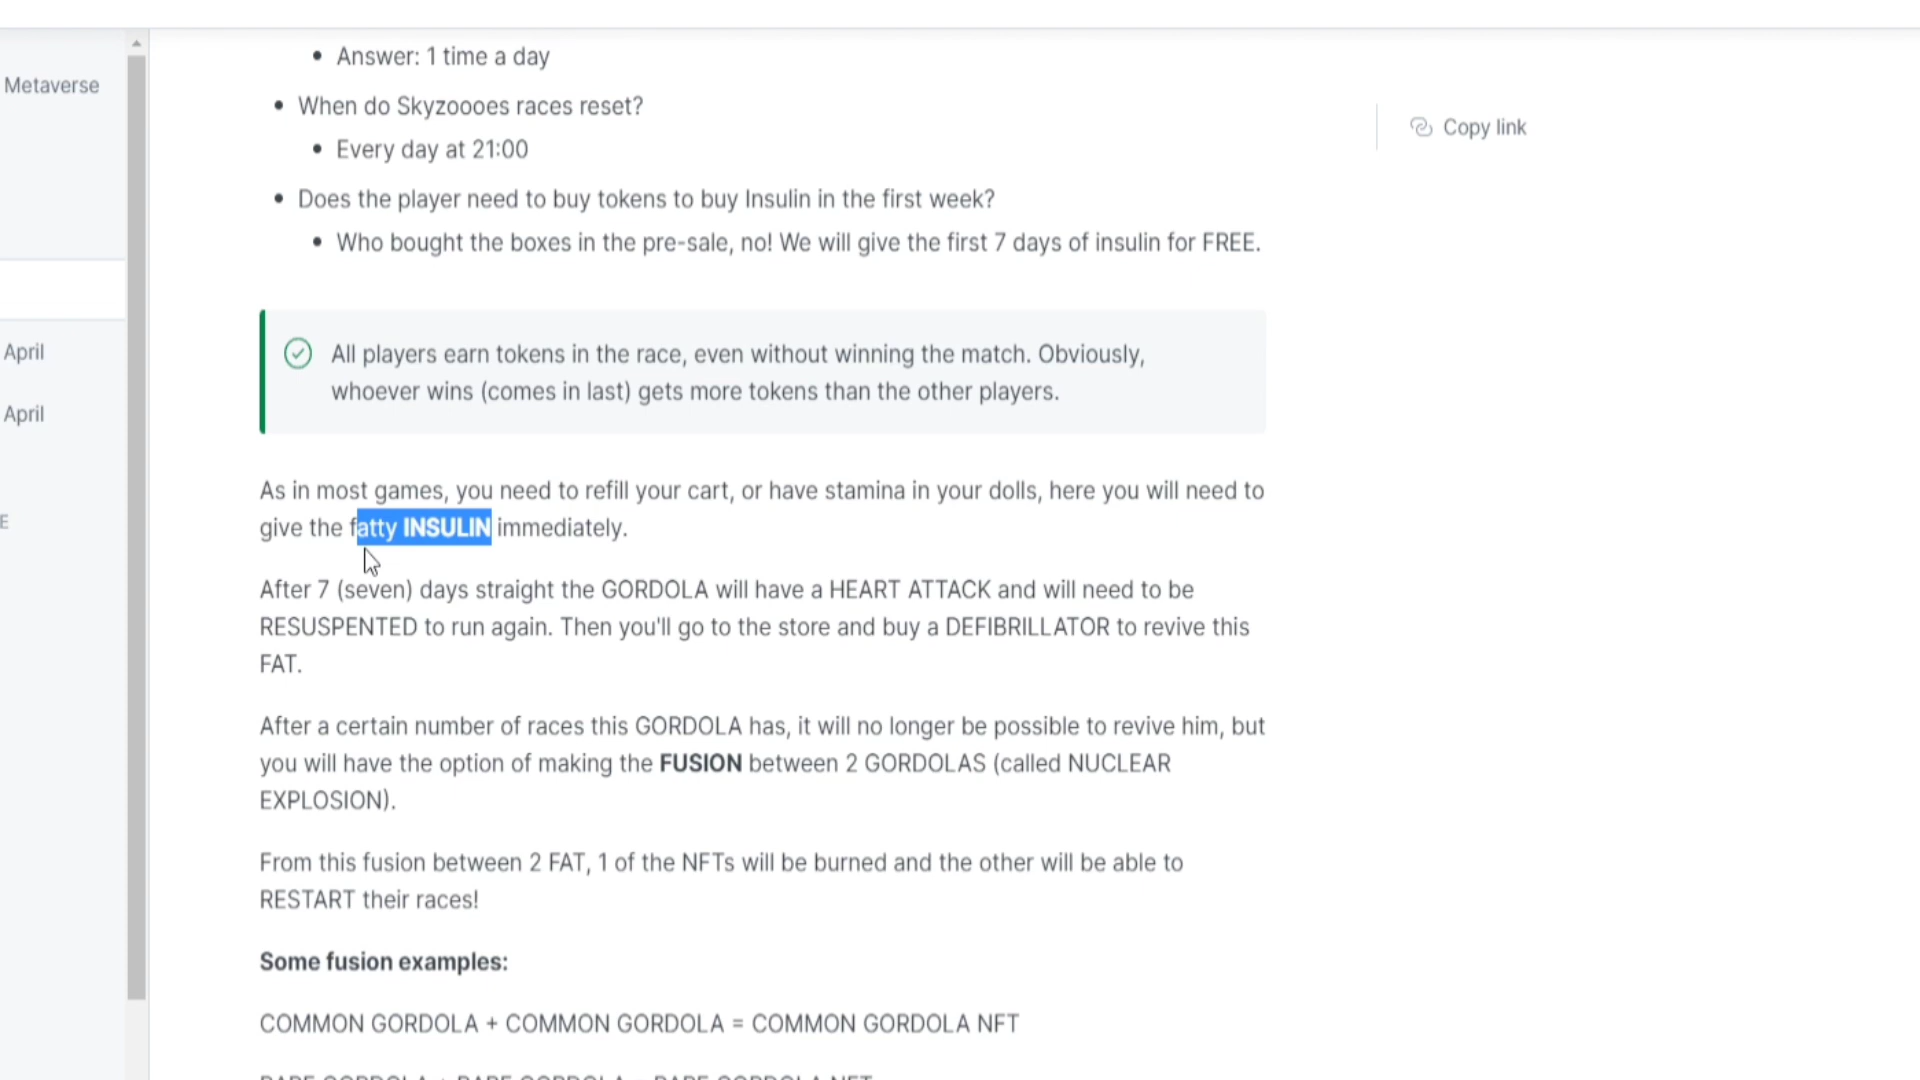 Metaverse
April
April
E
Answer: 1 time a day
When do Skyzoooes races reset?
Every day at 21:00
Does the player need to buy tokens to buy Insulin in the first week?
Who bought the boxes in the pre-sale, no! We will give the first 7 days of insulin for FREE.
Copy link
All players earn tokens in the race, even without winning the match. Obviously,
whoever wins (comes in last) gets more tokens than the other players.
As in most games, you need to refill your cart, or have stamina in your dolls, here you will need to
give the fatty INSULIN immediately.
After 7 (seven) days straight the GORDOLA will have a HEART ATTACK and will need to be
RESUSPENTED to run again. Then you'll go to the store and buy a DEFIBRILLATOR to revive this
FAT.
After a certain number of races this GORDOLA has, it will no longer be possible to revive him, but
you will have the option of making the FUSION between 2 GORDOLAS (called NUCLEAR
EXPLOSION).
From this fusion between 2 FAT, 1 of the NFTs will be burned and the other will be able to
RESTART their races!
Some fusion examples:
COMMON GORDOLA + COMMON GORDOLA = COMMON GORDOLA NFT
RARE GORDOLA + RARE GORDOLA = RARE GORDOLA NFT